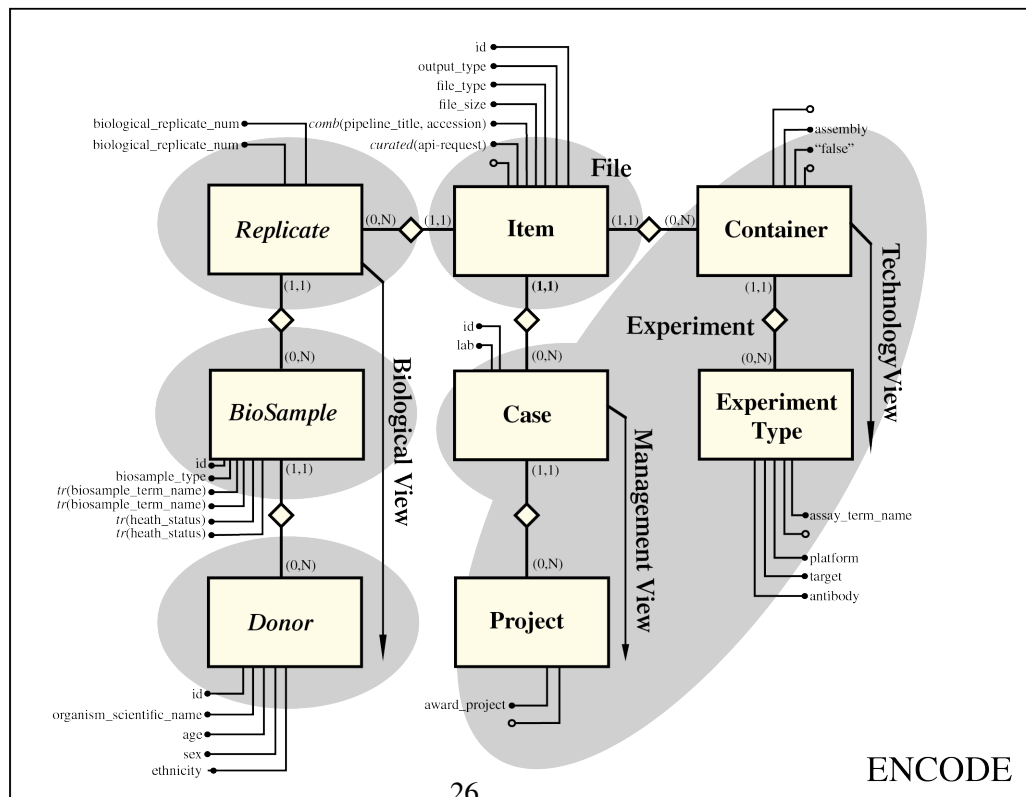 id
output_type
file_type
file_size
comb(pipeline_title, accession)
curated(api-request)
biological_replicate_num
biological_replicate_num
File
assembly
“false”
Replicate
(0,N)
(1,1)
Item
(1,1)
(0,N)
Container
(1,1)
(1,1)
(1,1)
Technology View
Experiment
id
lab
(0,N)
(0,N)
(0,N)
Biological View
BioSample
Case
Experiment
Type
Management View
id
biosample_type
tr(biosample_term_name)
tr(biosample_term_name)
tr(heath_status)
tr(heath_status)
(1,1)
(1,1)
assay_term_name
platform
target
antibody
(0,N)
(0,N)
Donor
Project
id
organism_scientific_name
age
sex
ethnicity
award_project
26
ENCODE